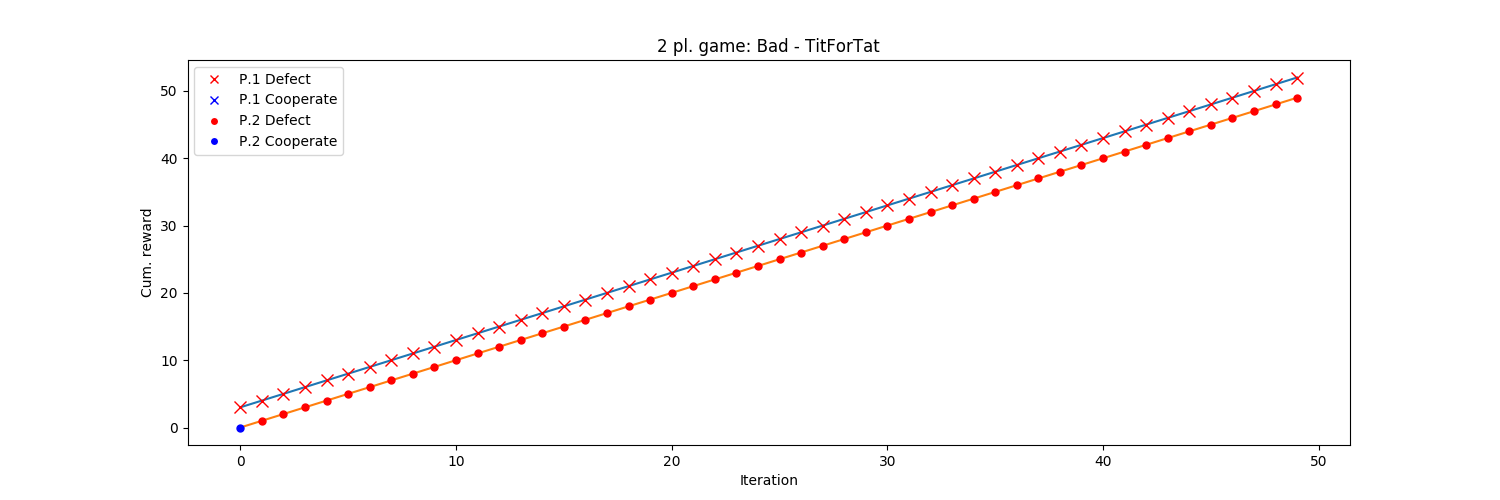 2 pl. game: Bad - TitForTat
P.1 Defect
P.1 Cooperate
P.2 Defect
P.2 Cooperate
Cum. reward
50
40
30
20
10
0
0 10 20 30 40 50
Iteration